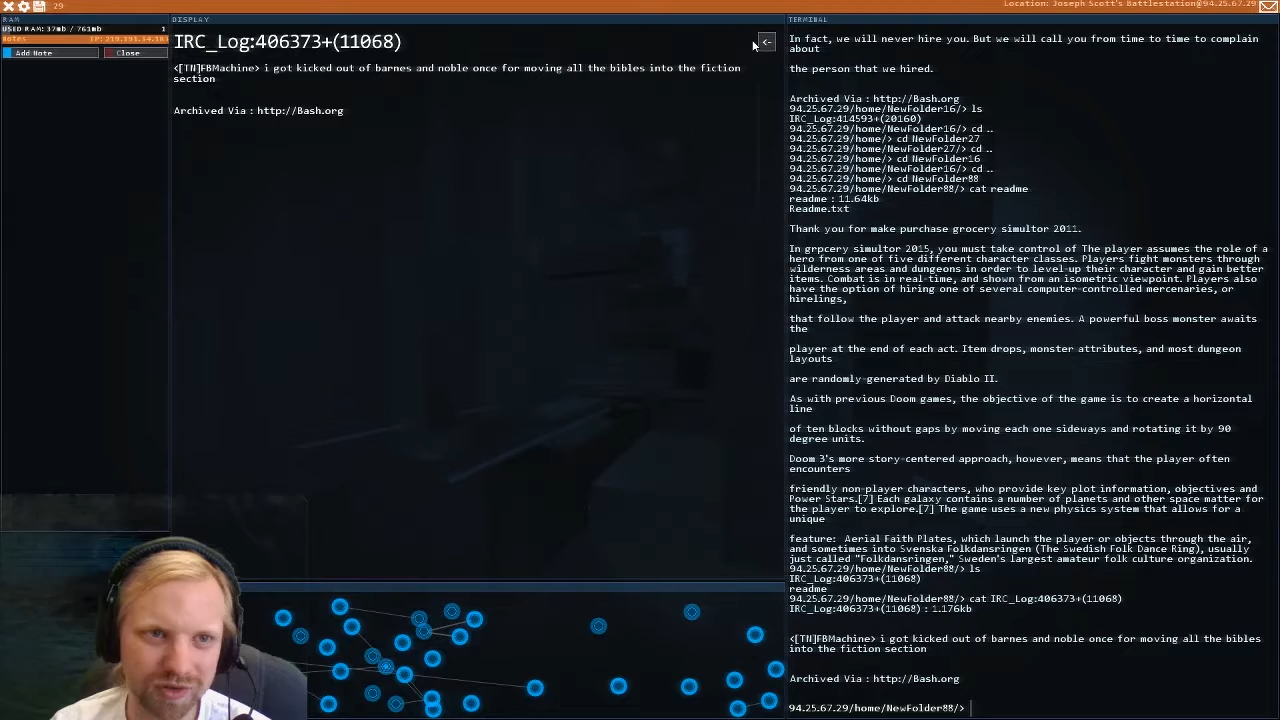 29
Location: Joseph Scott's Battlestation@94.25.67.29
RAM
USED RAM: 37mb / 761mb
1
notes
Add Note
Close
DISPLAY
IRC_Log:406373+(11068)
<-
<[TN]FBMachine> i got kicked out of barnes and noble once for moving all the bibles into the fiction
section
Archived Via : http://Bash.org
TERMINAL
In fact, we will never hire you. But we will call you from time to time to complain
about
the person that we hired.
Archived Via : http://Bash.org
94.25.67.29/home/NewFolder16/> ls
IRC_Log:414593+(20160)
94.25.67.29/home/NewFolder16/> cd ..
94.25.67.29/home/> cd NewFolder27
94.25.67.29/home/NewFolder27/> cd ..
94.25.67.29/home/> cd NewFolder16
94.25.67.29/home/NewFolder16/> cd ..
94.25.67.29/home/> cd NewFolder88
94.25.67.29/home/NewFolder88/> cat readme
readme : 11.64kb
Readme.txt
Thank you for make purchase grocery simultor 2011.
In grpcery simultor 2015, you must take control of The player assumes the role of a
hero from one of five different character classes. Players fight monsters through
wilderness areas and dungeons in order to level-up their character and gain better
items. Combat is in real-time, and shown from an isometric viewpoint. Players also
have the option of hiring one of several computer-controlled mercenaries, or
hirelings,
that follow the player and attack nearby enemies. A powerful boss monster awaits
the
player at the end of each act. Item drops, monster attributes, and most dungeon
layouts
are randomly-generated by Diablo II.
As with previous Doom games, the objective of the game is to create a horizontal
line
of ten blocks without gaps by moving each one sideways and rotating it by 90
degree units.
Doom 3's more story-centered approach, however, means that the player often
encounters
friendly non-player characters, who provide key plot information, objectives and
Power Stars.[7] Each galaxy contains a number of planets and other space matter for
the player to explore.[7] The game uses a new physics system that allows for a
unique
feature:  Aerial Faith Plates, which launch the player or objects through the air,
and sometimes into Svenska Folkdansringen (The Swedish Folk Dance Ring), usually
just called "Folkdansringen," Sweden's largest amateur folk culture organization.
94.25.67.29/home/NewFolder88/> ls
IRC_Log:406373+(11068)
readme
94.25.67.29/home/NewFolder88/> cat IRC_Log:406373+(11068)
IRC_Log:406373+(11068) : 1.176kb
<[TN]FBMachine> i got kicked out of barnes and noble once for moving all the bibles
into the fiction section
Archived Via : http://Bash.org
94.25.67.29/home/NewFolder88/>